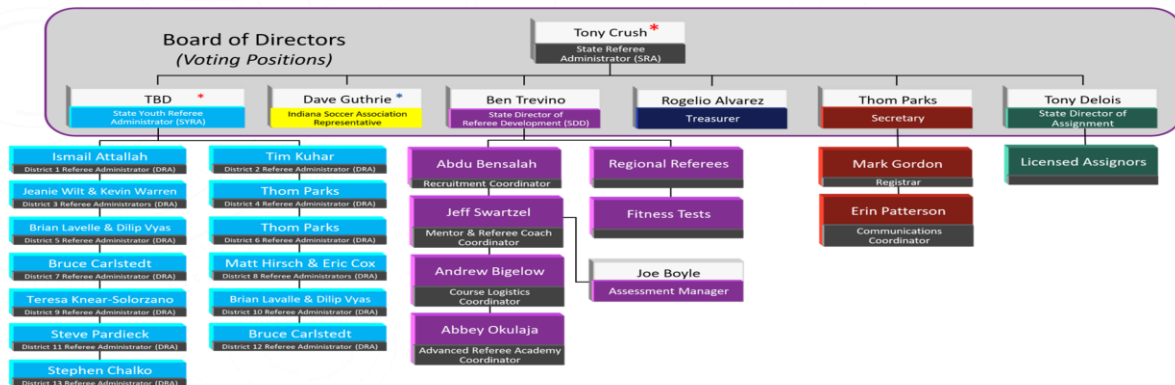 Board of Directors
(Voting Positions)
Tony Crush *
State Referee
Administrator (SRA)
TBD *
State Youth Referee
Administrator (SYRA)
Dave Guthrie *
Indiana Soccer Association
Representative
Ben Trevino
State Director of
Referee Development (SDD)
Rogelio Alvarez
Treasurer
Thom Parks
Secretary
Tony Delois
State Director of
Assignment
Ismail Attallah
District 1 Referee Administrator (DRA)
Tim Kuhar
District 2 Referee Administrator (DRA)
Jeanie Wilt & Kevin Warren
District 3 Referee Administrators (DRA)
Thom Parks
District 4 Referee Administrator (DRA)
Brian Lavelle & Dilip Vyas
District 5 Referee Administrator (DRA)
Thom Parks
District 6 Referee Administrator (DRA)
Bruce Carlstedt
District 7 Referee Administrator (DRA)
Matt Hirsch & Eric Cox
District 8 Referee Administrators (DRA)
Teresa Knear-Solorzano
District 9 Referee Administrator (DRA)
Brian Lavalle & Dilip Vyas
District 10 Referee Administrator (DRA)
Steve Pardieck
District 11 Referee Administrator (DRA)
Bruce Carlstedt
District 12 Referee Administrator (DRA)
Stephen Chalko
District 13 Referee Administrator (DRA)
Abdu Bensalah
Recruitment Coordinator
Jeff Swartzel
Mentor & Referee Coach
Coordinator
Andrew Bigelow
Course Logistics
Coordinator
Abbey Okulaja
Advanced Referee Academy
Coordinator
Regional Referees
Fitness Tests
Joe Boyle
Assessment Manager
Mark Gordon
Registrar
Erin Patterson
Communications
Coordinator
Licensed Assignors